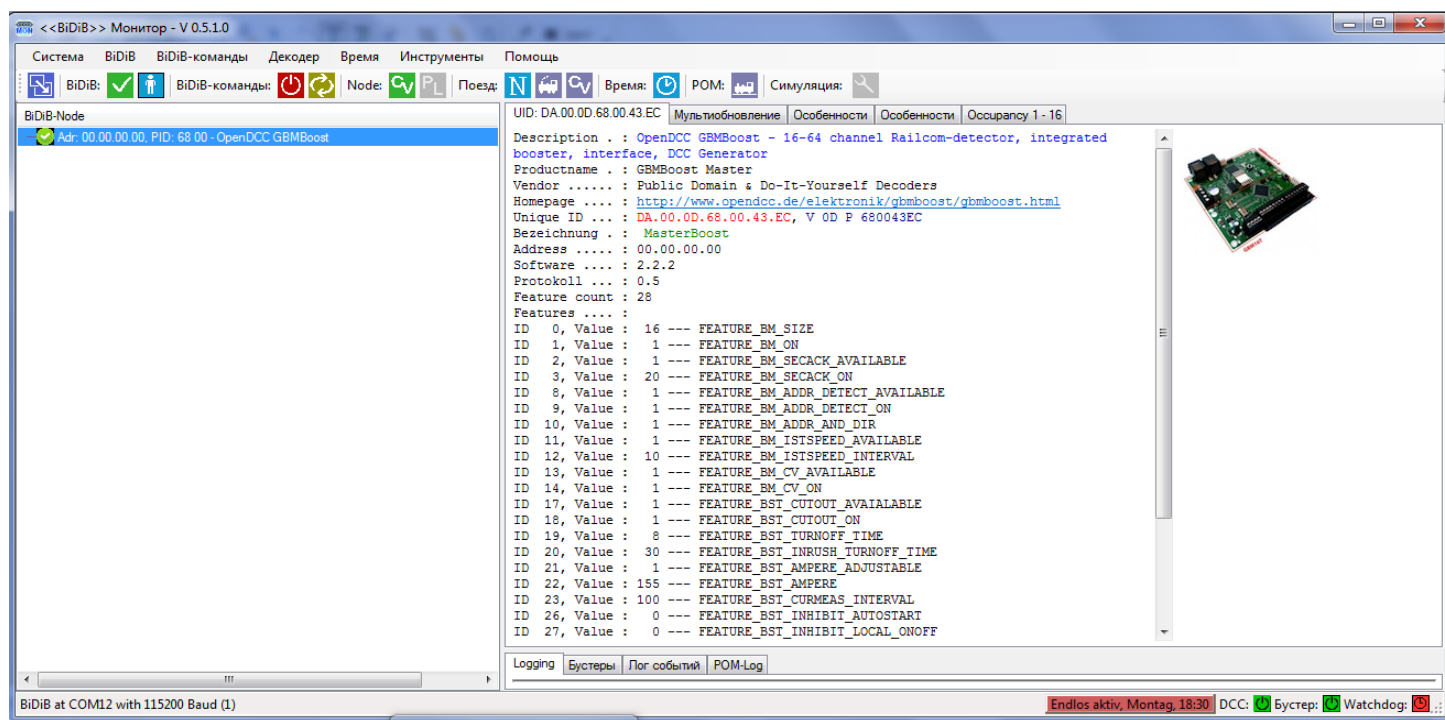 <<BiDiB>> Монитор - V 0.5.1.0
Система BiDiB BiDiB-команды Декодер Время Инструменты Помощь
BiDiB: BiDiB-команды: Node: CV PL Поезд: N CV Время: POM: Симуляция:
BiDiB-Node
Adr: 00.00.00.00, PID: 68 00 - OpenDCC GBMBoost
UID: DA.00.0D.68.00.43.EC Мультиобновление Особенности Особенности Occupancy 1 - 16
Description . : OpenDCC GBMBoost - 16-64 channel Railcom-detector, integrated
booster, interface, DCC Generator
Productname . : GBMBoost Master
Vendor ...... : Public Domain & Do-It-Yourself Decoders
Homepage .... : http://www.opendcc.de/elektronik/gbmboost/gbmboost.html
Unique ID ... : DA.00.0D.68.00.43.EC, V 0D P 680043EC
Bezeichnung . : MasterBoost
Address ..... : 00.00.00.00
Software .... : 2.2.2
Protokoll ... : 0.5
Feature count : 28
Features .... :
ID 0, Value : 16 --- FEATURE_BM_SIZE
ID 1, Value : 1 --- FEATURE_BM_ON
ID 2, Value : 1 --- FEATURE_BM_SECACK_AVAILABLE
ID 3, Value : 20 --- FEATURE_BM_SECACK_ON
ID 8, Value : 1 --- FEATURE_BM_ADDR_DETECT_AVAILABLE
ID 9, Value : 1 --- FEATURE_BM_ADDR_DETECT_ON
ID 10, Value : 1 --- FEATURE_BM_ADDR_AND_DIR
ID 11, Value : 1 --- FEATURE_BM_ISTSPEED_AVAILABLE
ID 12, Value : 10 --- FEATURE_BM_ISTSPEED_INTERVAL
ID 13, Value : 1 --- FEATURE_BM_CV_AVAILABLE
ID 14, Value : 1 --- FEATURE_BM_CV_ON
ID 17, Value : 1 --- FEATURE_BST_CUTOUT_AVAIALABLE
ID 18, Value : 1 --- FEATURE_BST_CUTOUT_ON
ID 19, Value : 8 --- FEATURE_BST_TURNOFF_TIME
ID 20, Value : 30 --- FEATURE_BST_INRUSH_TURNOFF_TIME
ID 21, Value : 1 --- FEATURE_BST_AMPERE_ADJUSTABLE
ID 22, Value : 155 --- FEATURE_BST_AMPERE
ID 23, Value : 100 --- FEATURE_BST_CURMEAS_INTERVAL
ID 26, Value : 0 --- FEATURE_BST_INHIBIT_AUTOSTART
ID 27, Value : 0 --- FEATURE_BST_INHIBIT_LOCAL_ONOFF
Logging Бустеры Лог событий POM-Log
BiDiB at COM12 with 115200 Baud (1)
Endlos aktiv, Montag, 18:30 DCC: Бустер: Watchdog: